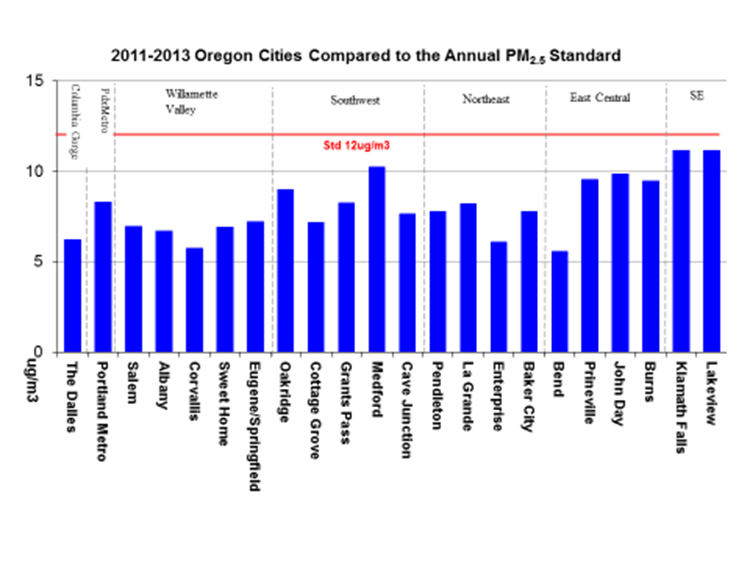 2011-2013 Oregon Cities Compared to the Annual PM2.5 Standard
15
10
5
0
ug/m3
Columbia Gorge
PdxMetro
Willamette
Valley
Southwest
Northeast
East Central
SE
Std 12ug/m3
The Dalles
Portland Metro
Salem
Albany
Corvallis
Sweet Home
Eugene/Springfield
Oakridge
Cottage Grove
Grants Pass
Medford
Cave Junction
Pendleton
La Grande
Enterprise
Baker City
Bend
Prineville
John Day
Burns
Klamath Falls
Lakeview